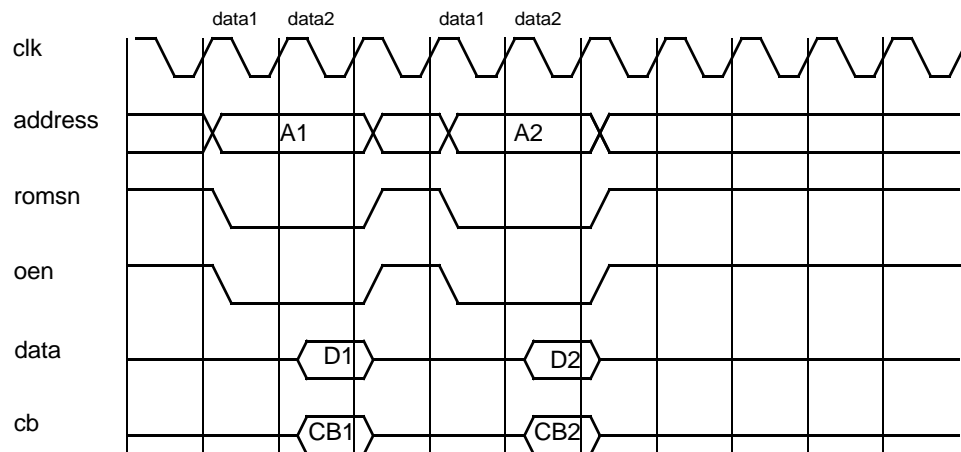 data1 data2 data1 data2
clk
address A1 A2
romsn
oen
data D1 D2
cb CB1 CB2